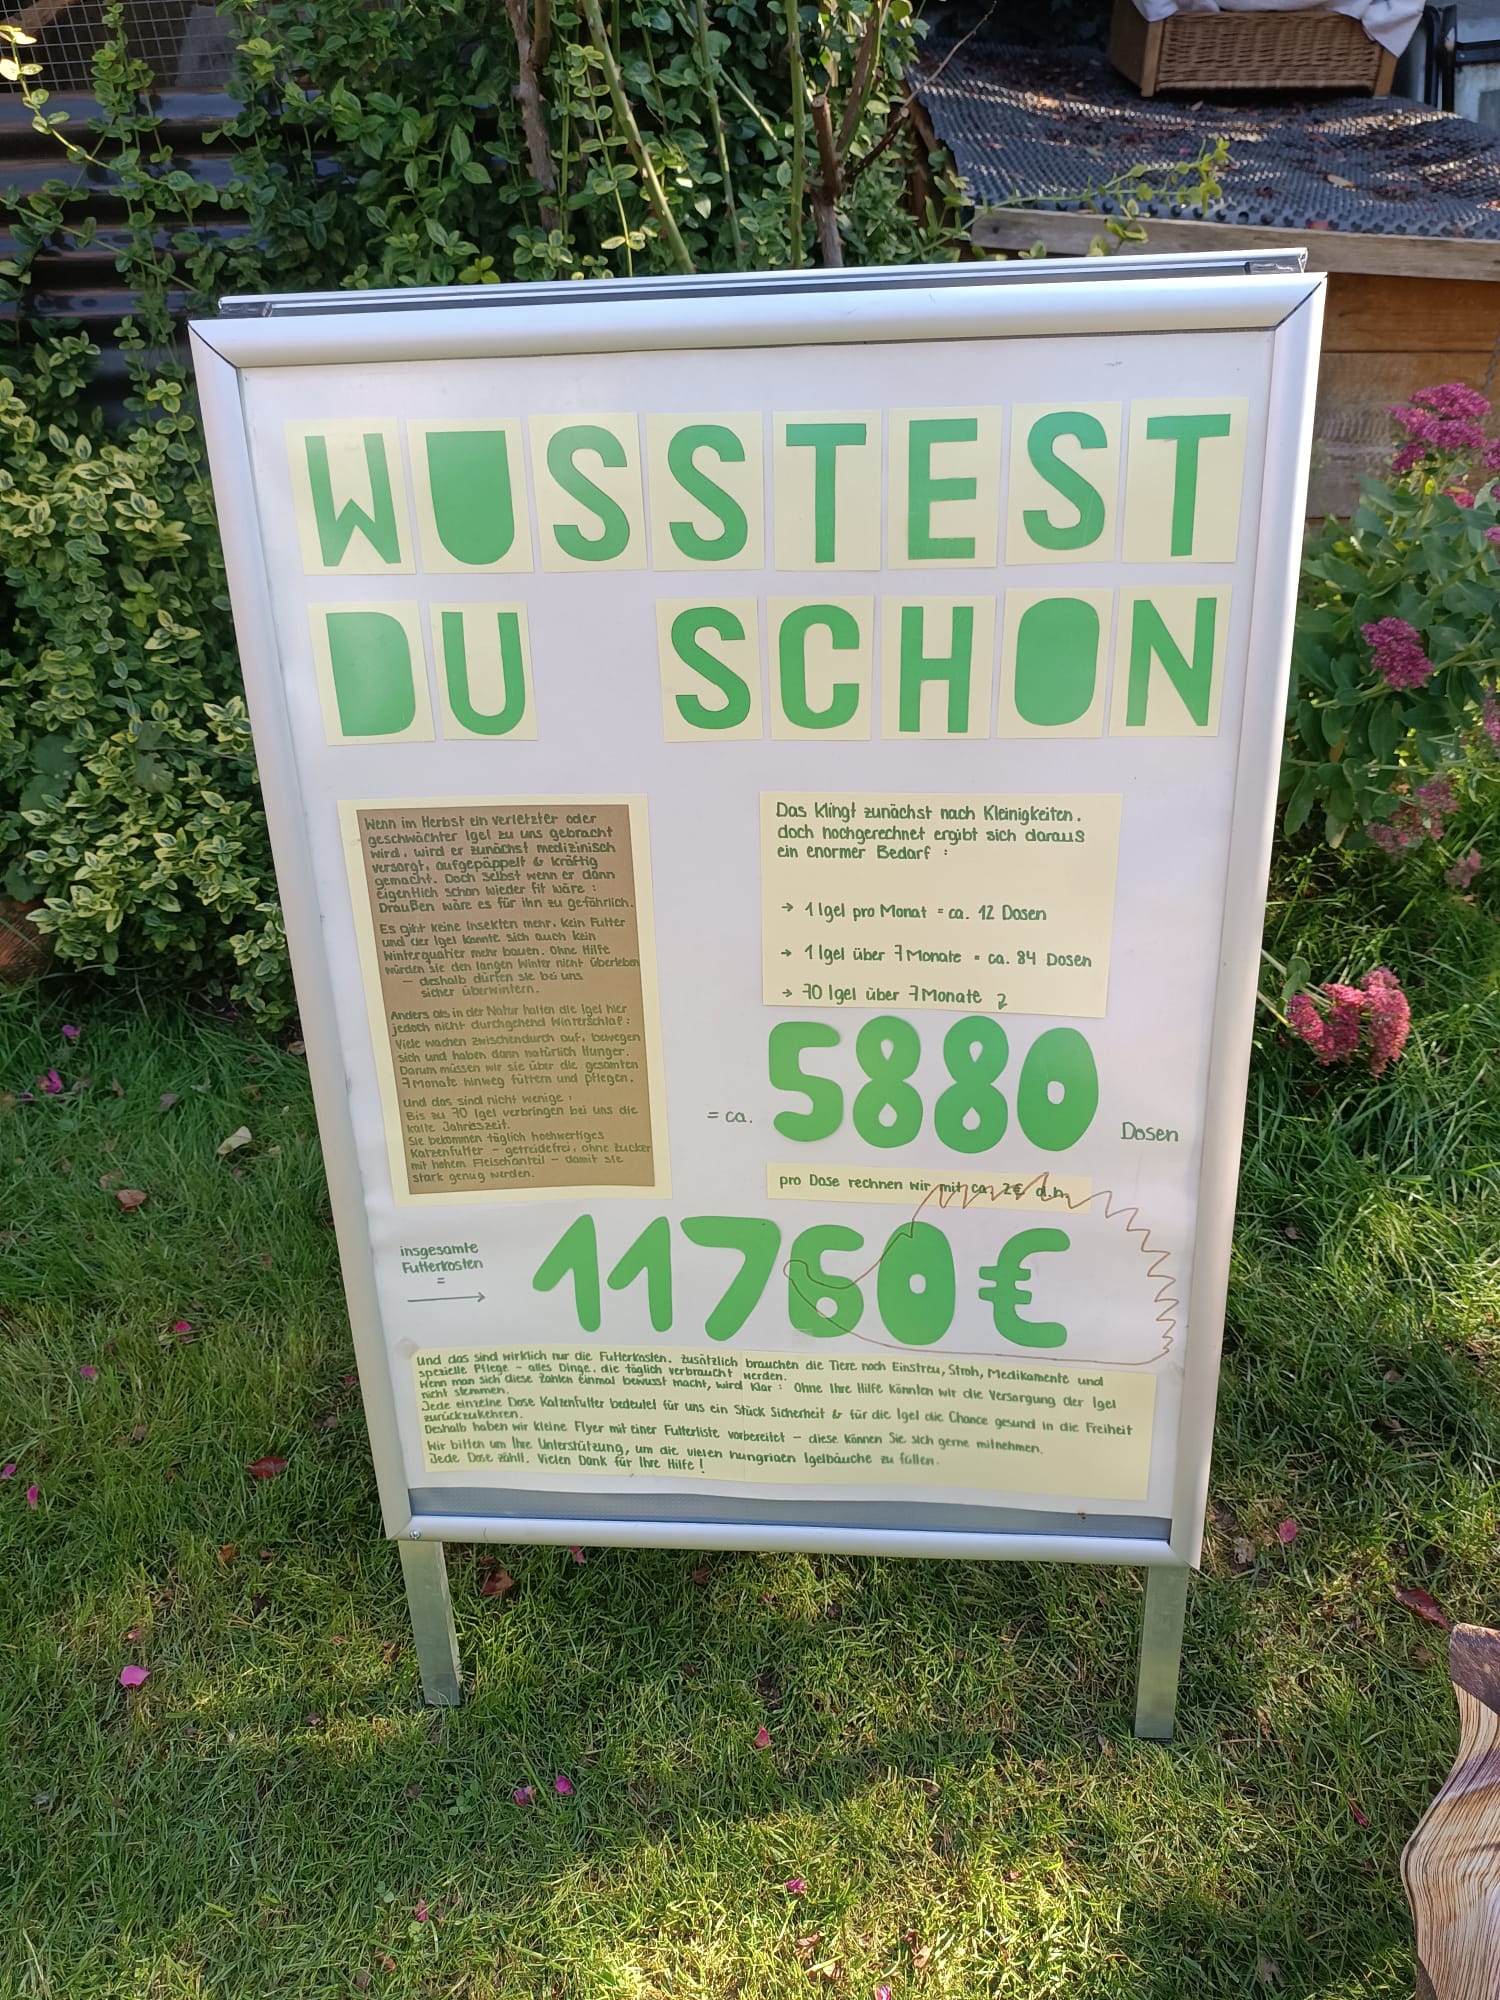 WUSSTEST
DU SCHON
Wenn im Herbst ein verletzter oder
geschwächter Igel zu uns gebracht
wird, wird er zunächst medizinisch
versorgt, aufgepäppelt & kräftig
gemacht. Doch selbst wenn er dann
eigentlich schon wieder fit wäre:
Draußen wäre es für ihn zu gefährlich.
Es gibt keine Insekten mehr, kein Futter
und der Igel könnte sich auch kein
Winterquatier mehr bauen. Ohne Hilfe
würden sie den langen Winter nicht überleben
– deshalb dürfen sie bei uns
sicher überwintern.
Anders als in der Natur halten die Igel hier
jedoch nicht durchgehend Winterschlaf:
Viele wachen zwischendurch auf, bewegen
sich und haben dann natürlich Hunger.
Darum müssen wir sie über die gesamten
7 Monate hinweg füttern und pflegen.
Und das sind nicht wenige:
Bis zu 70 Igel verbringen bei uns die
kalte Jahreszeit.
Sie bekommen täglich hochwertiges
Katzenfutter – getreidefrei, ohne Zucker
mit hohem Fleischanteil – damit sie
stark genug werden.
Das klingt zunächst nach Kleinigkeiten,
doch hochgerechnet ergibt sich daraus
ein enormer Bedarf :
→ 1 Igel pro Monat = ca. 12 Dosen
→ 1 Igel über 7 Monate = ca. 84 Dosen
→ 70 Igel über 7 Monate
= ca. 5880 Dosen
pro Dose rechnen wir mit ca. 2€ d.h.
insgesamte
Futterkosten
=
→ 11760€
Und das sind wirklich nur die Futterkosten. Zusätzlich brauchen die Tiere noch Einstreu, Stroh, Medikamente und
spezielle Pflege – alles Dinge, die täglich verbraucht werden.
Wenn man sich diese Zahlen einmal bewusst macht, wird klar: Ohne Ihre Hilfe könnten wir die Versorgung der Igel
nicht stemmen.
Jede einzelne Dose Katzenfutter bedeutet für uns ein Stück Sicherheit & für die Igel die Chance gesund in die Freiheit
zurückzukehren.
Deshalb haben wir kleine Flyer mit einer Futterliste vorbereitet – diese können Sie sich gerne mitnehmen.
Wir bitten um Ihre Unterstützung, um die vielen hungrigen Igelbäuche zu füllen.
Jede Dose zählt. Vielen Dank für Ihre Hilfe!